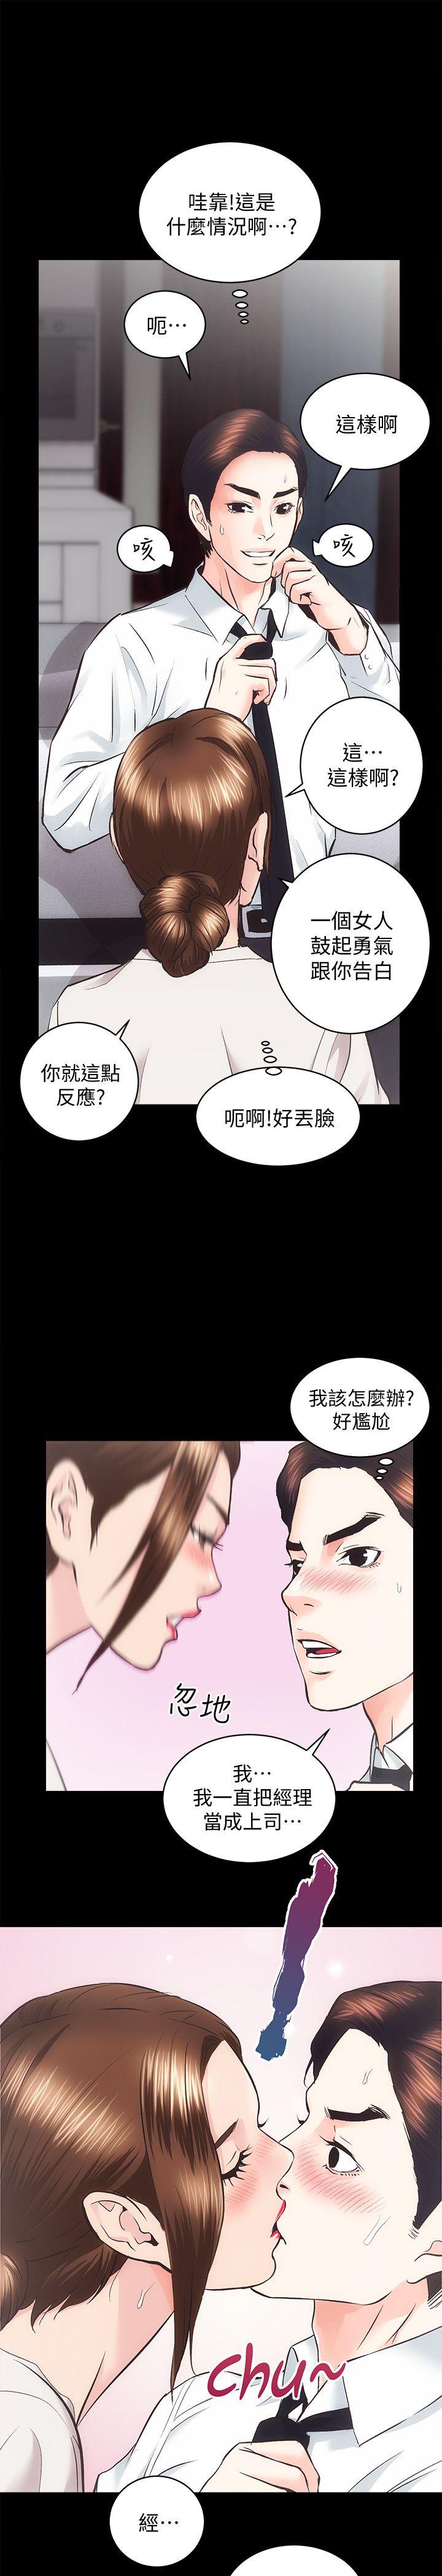 哇靠!這是
什麼情況啊⋯?
呃⋯
這樣啊
咳
咳
這⋯
這樣啊?
一個女人
鼓起勇氣
跟你告白
你就這點
反應?
呃啊!好丟臉
我該怎麼辦?
好尷尬
忽地
我⋯
我一直把經理
當成上司⋯
chu~
經⋯